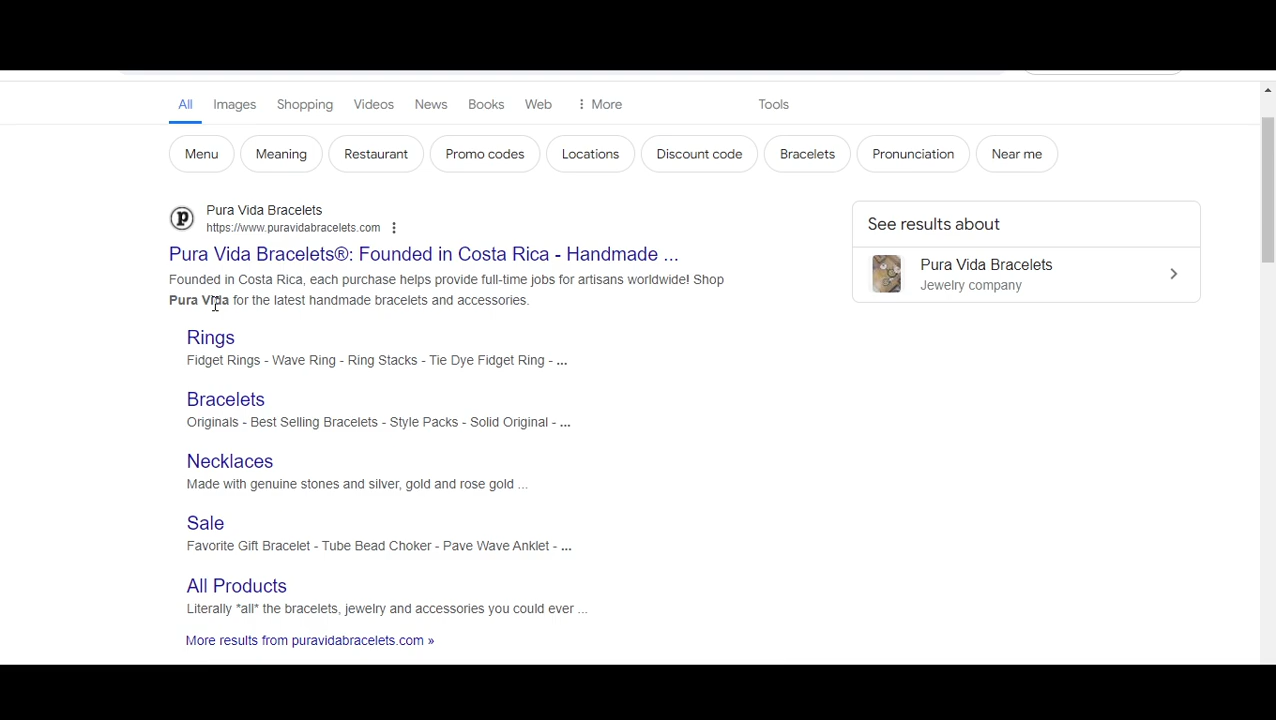 All Images Shopping Videos News Books Web ⋮ More Tools
Menu Meaning Restaurant Promo codes Locations Discount code Bracelets Pronunciation Near me
p Pura Vida Bracelets
https://www.puravidabracelets.com
Pura Vida Bracelets®: Founded in Costa Rica - Handmade ...
Founded in Costa Rica, each purchase helps provide full-time jobs for artisans worldwide! Shop
Pura Vida for the latest handmade bracelets and accessories.
Rings
Fidget Rings - Wave Ring - Ring Stacks - Tie Dye Fidget Ring - ...
Bracelets
Originals - Best Selling Bracelets - Style Packs - Solid Original - ...
Necklaces
Made with genuine stones and silver, gold and rose gold ...
Sale
Favorite Gift Bracelet - Tube Bead Choker - Pave Wave Anklet - ...
All Products
Literally *all* the bracelets, jewelry and accessories you could ever ...
More results from puravidabracelets.com »
See results about
Pura Vida Bracelets
Jewelry company